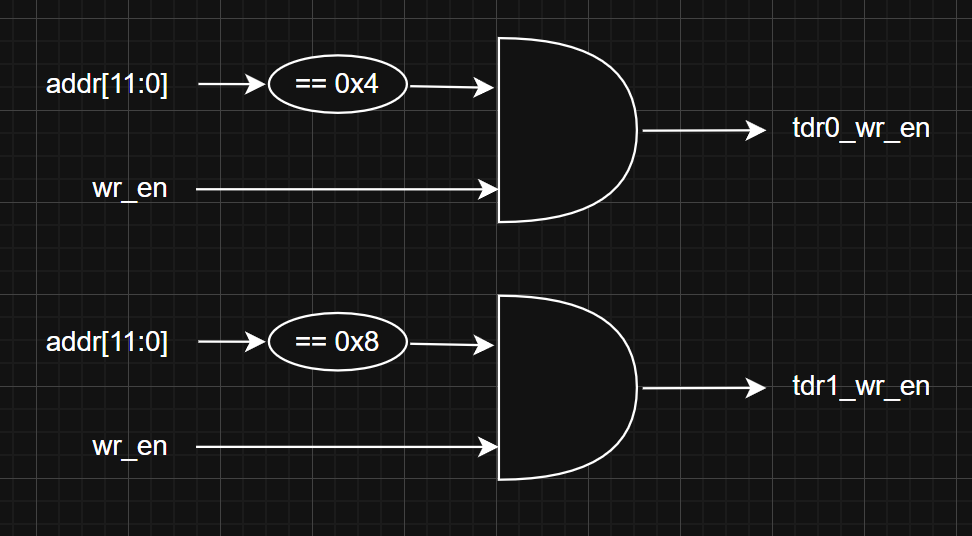 addr[11:0]
== 0x4
tdr0_wr_en
wr_en
addr[11:0]
== 0x8
tdr1_wr_en
wr_en